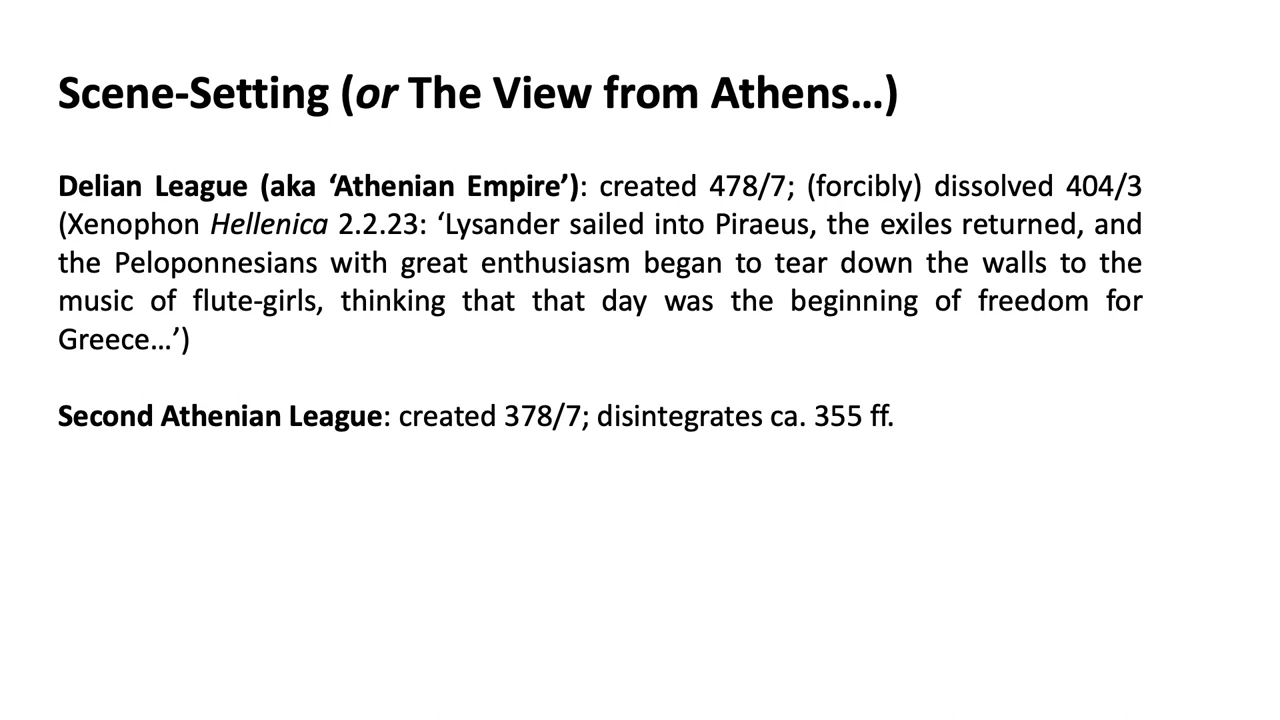 Scene-Setting (or The View from Athens…)
Delian League (aka ‘Athenian Empire’): created 478/7; (forcibly) dissolved 404/3
(Xenophon Hellenica 2.2.23: ‘Lysander sailed into Piraeus, the exiles returned, and
the Peloponnesians with great enthusiasm began to tear down the walls to the
music of flute-girls, thinking that that day was the beginning of freedom for
Greece…’)
Second Athenian League: created 378/7; disintegrates ca. 355 ff.